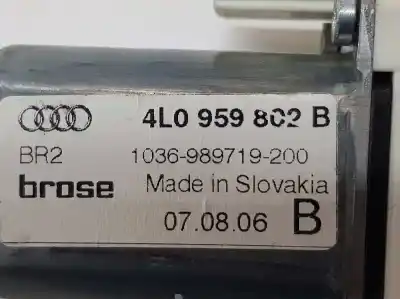 4L0 959 802 B
BR2 1036-989719-200
brose Made in Slovakia
07.08.06 B